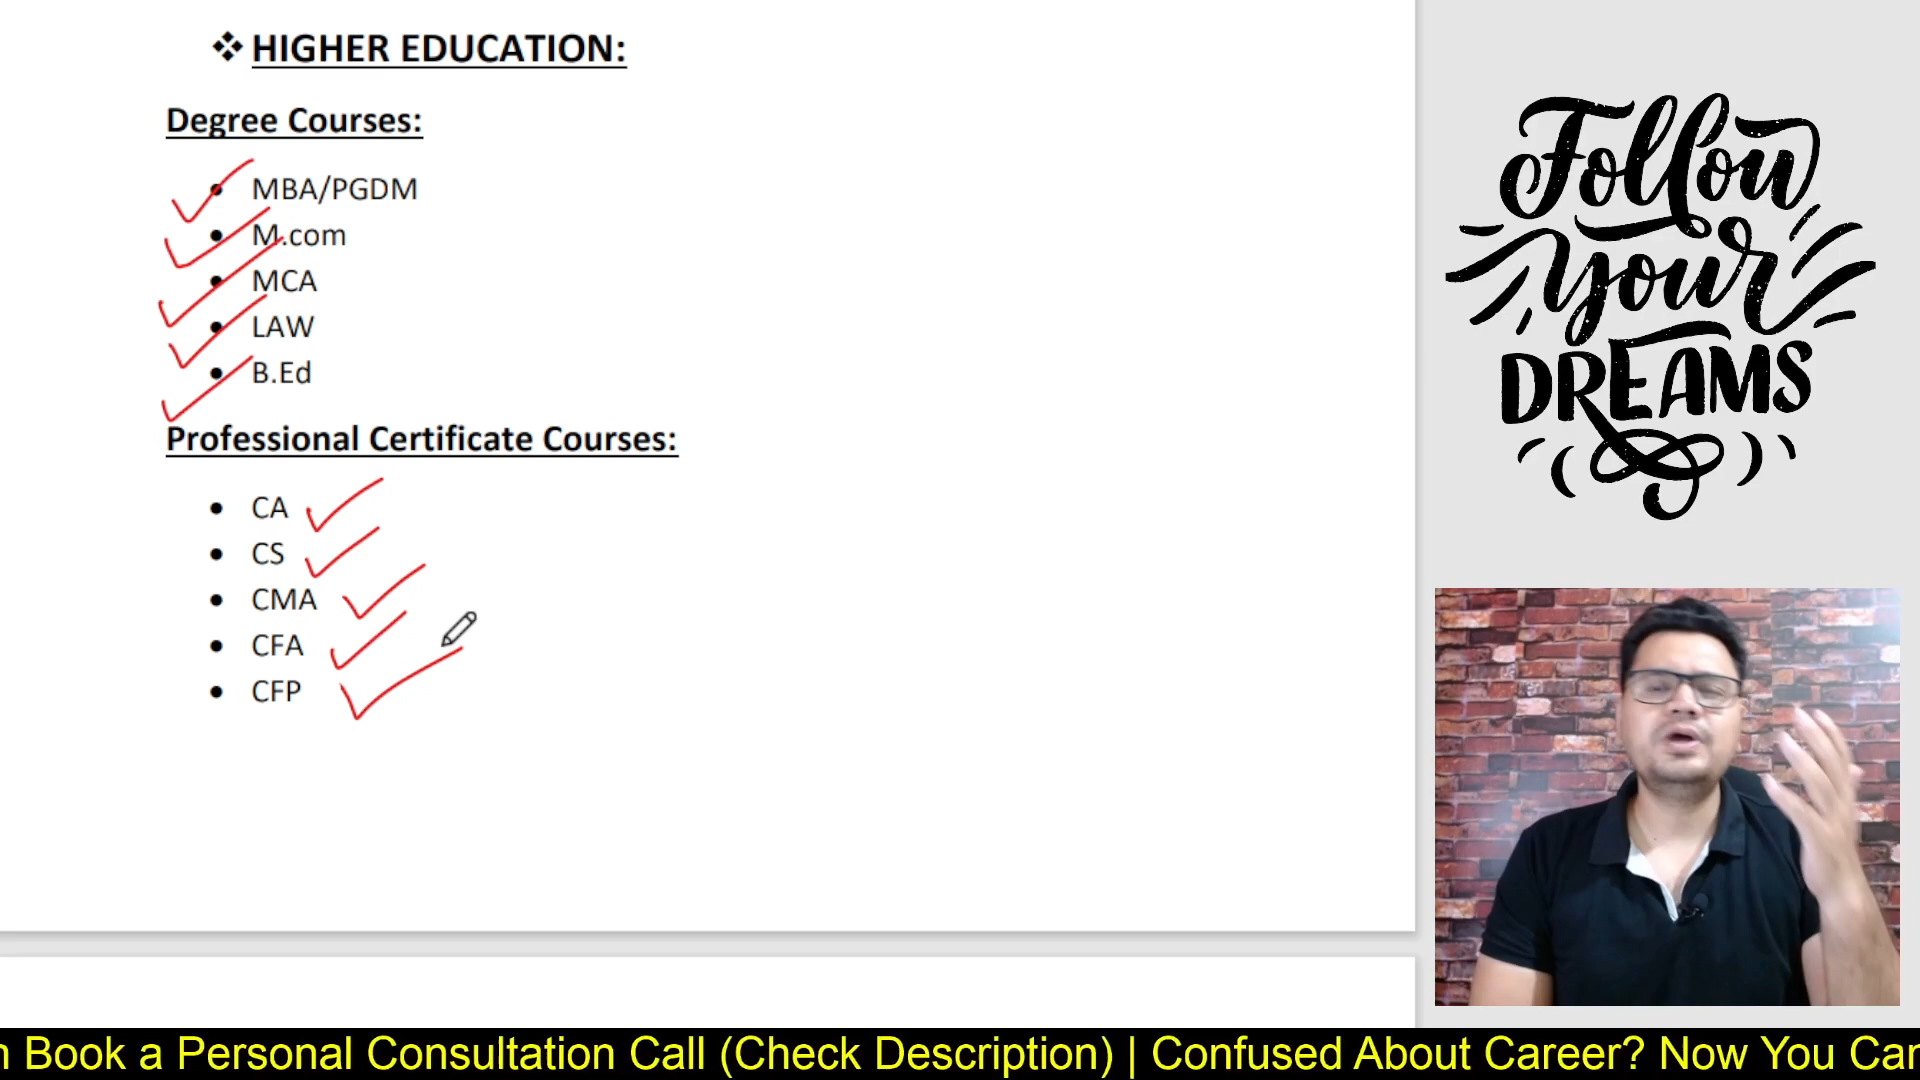 HIGHER EDUCATION:
Degree Courses:
MBA/PGDM
M.com
MCA
LAW
B.Ed
Professional Certificate Courses:
CA
CS
CMA
CFA
CFP
Follow
Your
DREAMS
Book a Personal Consultation Call (Check Description) | Confused About Career? Now You Can